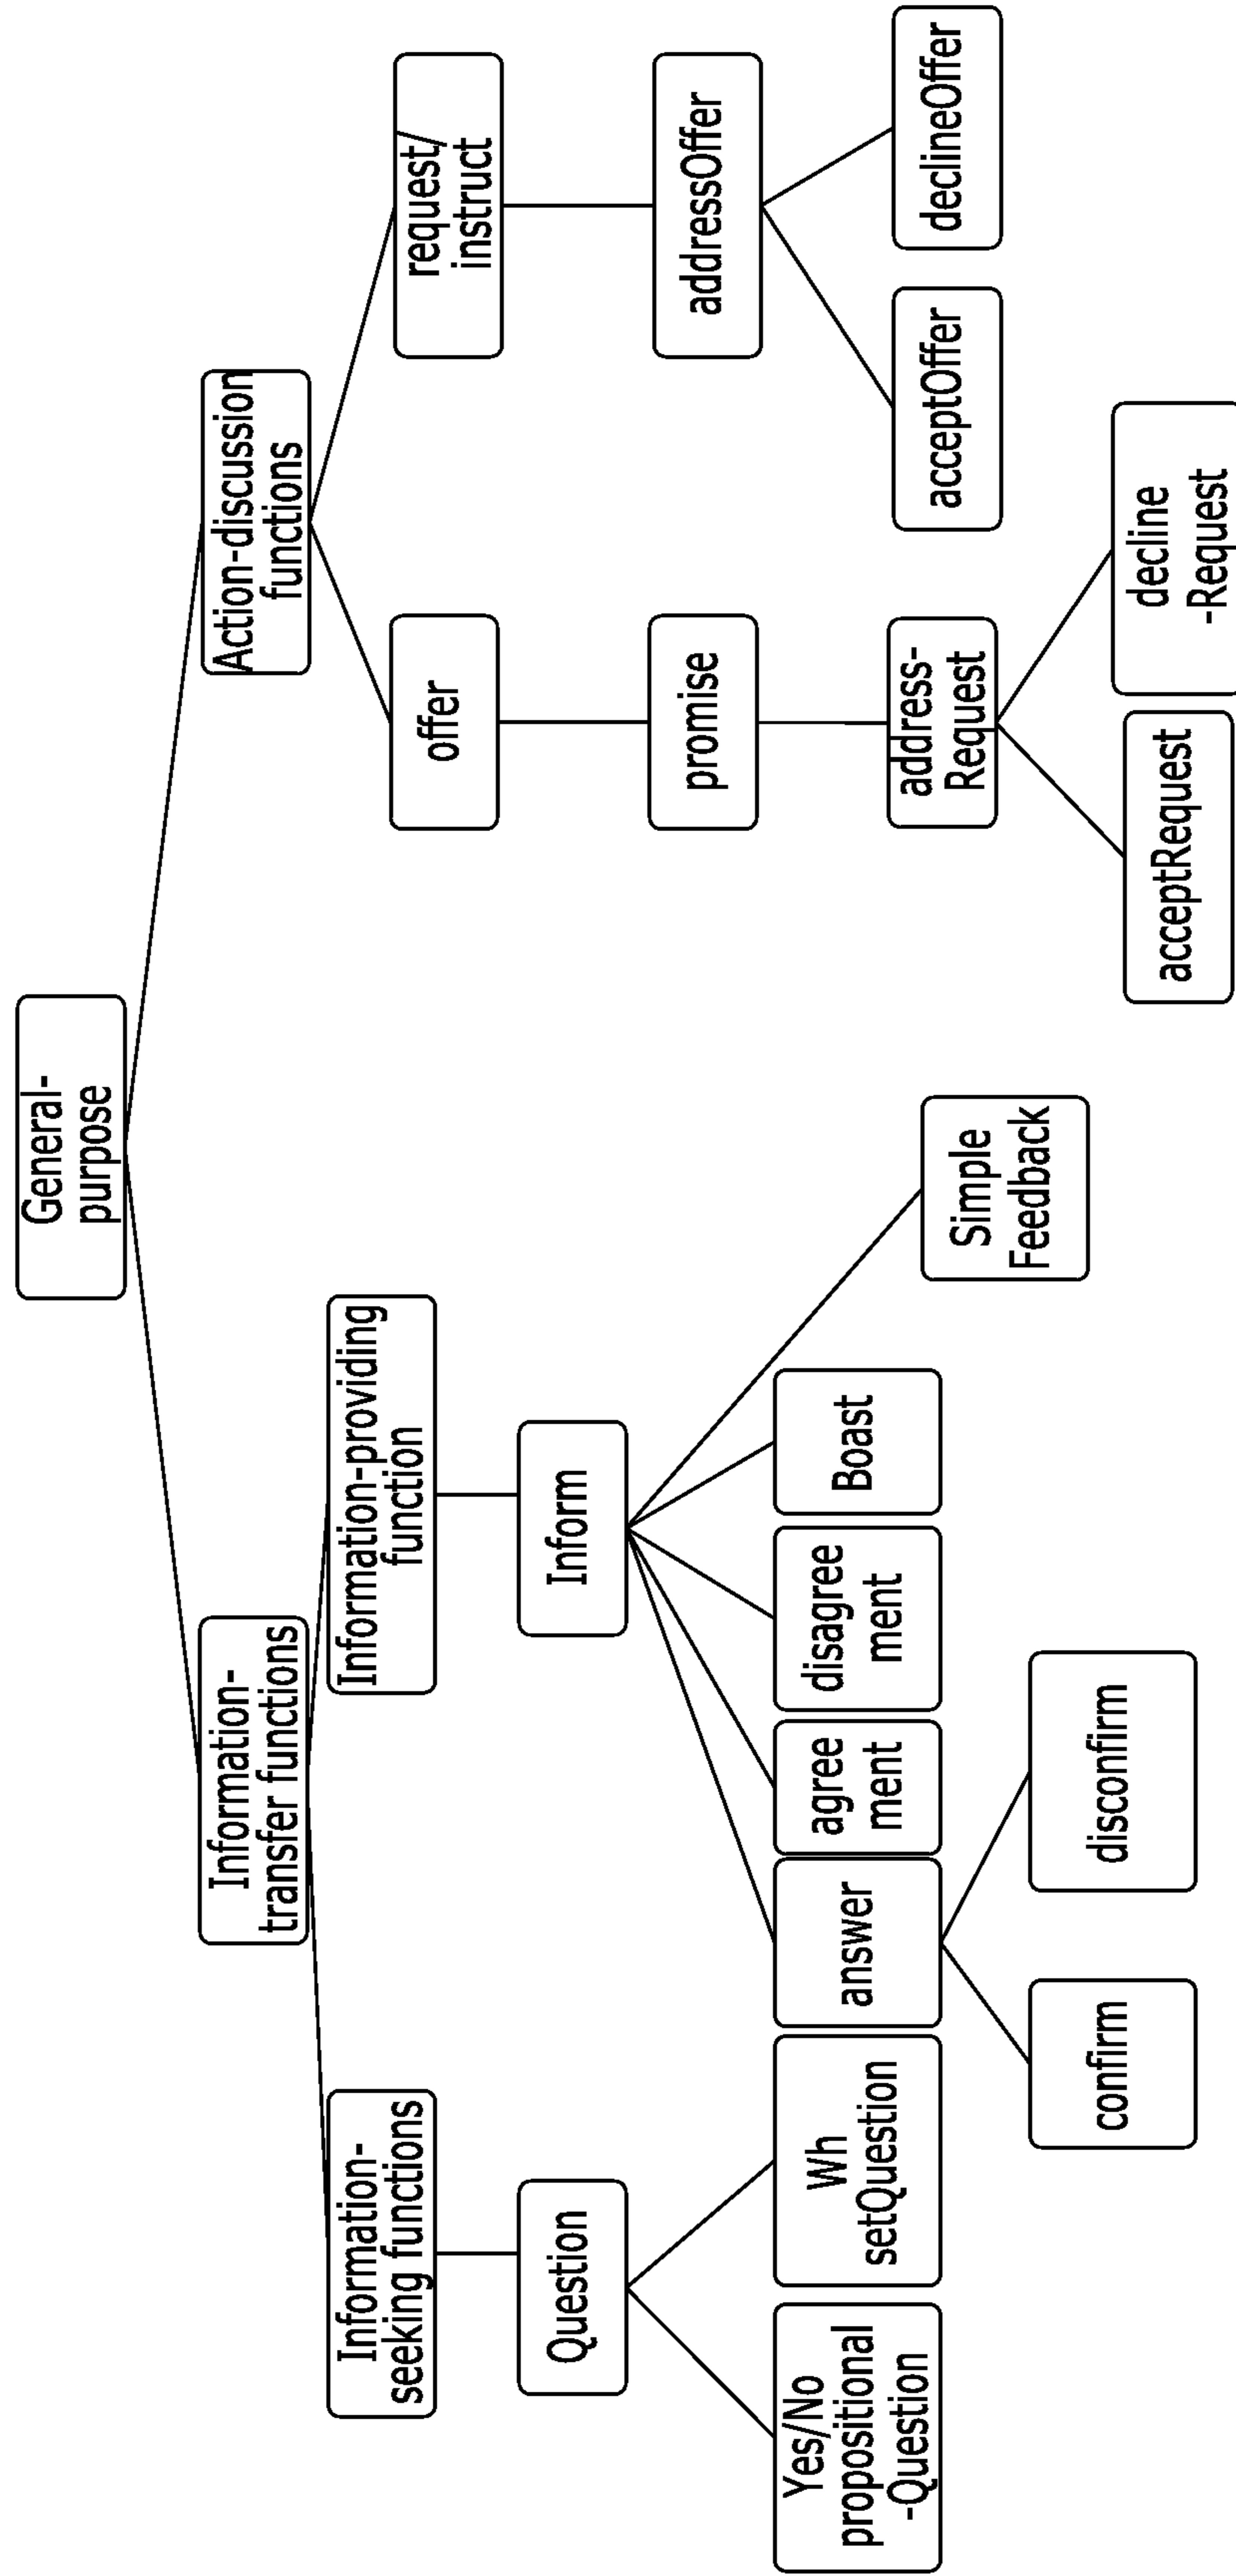 General-
purpose
Information-
transfer functions
Action-discussion
functions
Information-
seeking functions
Information-providing
function
offer
request/
instruct
Question
Inform
promise
addressOffer
Yes/No
propositional
-Question
Wh
setQuestion
answer
agree
ment
disagree
ment
Boast
Simple
Feedback
address-
Request
acceptOffer
declineOffer
confirm
disconfirm
acceptRequest
decline
-Request